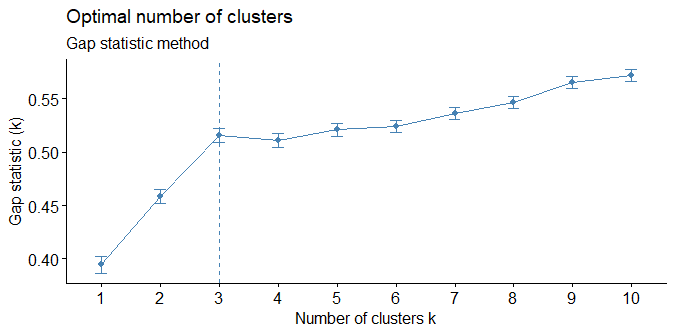 Optimal number of clusters
Gap statistic method
Gap statistic (k)
0.55
0.50
0.45
0.40
1 2 3 4 5 6 7 8 9 10
Number of clusters k